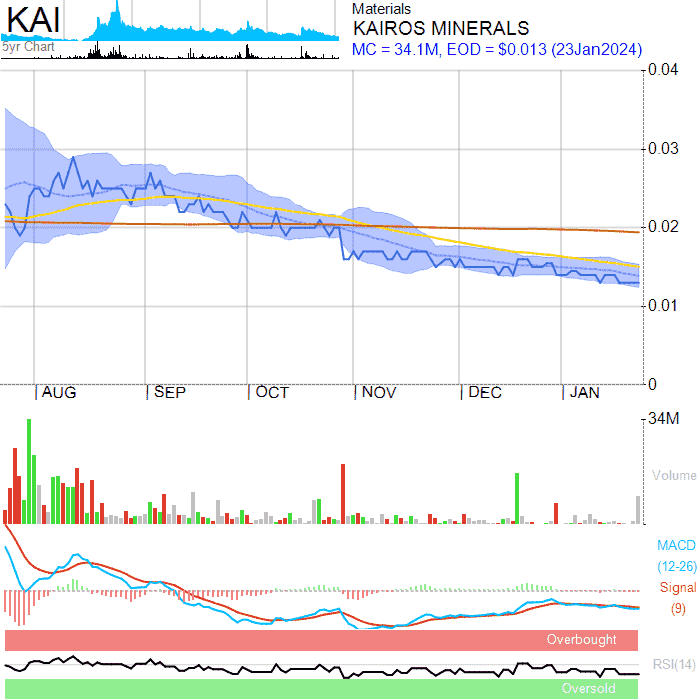 KAI
5yr Chart
Materials
KAIROS MINERALS
MC = 34.1M, EOD = $0.013 (23Jan2024)
0.04
0.03
0.02
0.01
0
AUG SEP OCT NOV DEC JAN
34M
Volume
MACD
(12-26)
Signal
(9)
Overbought
RSI(14)
Oversold